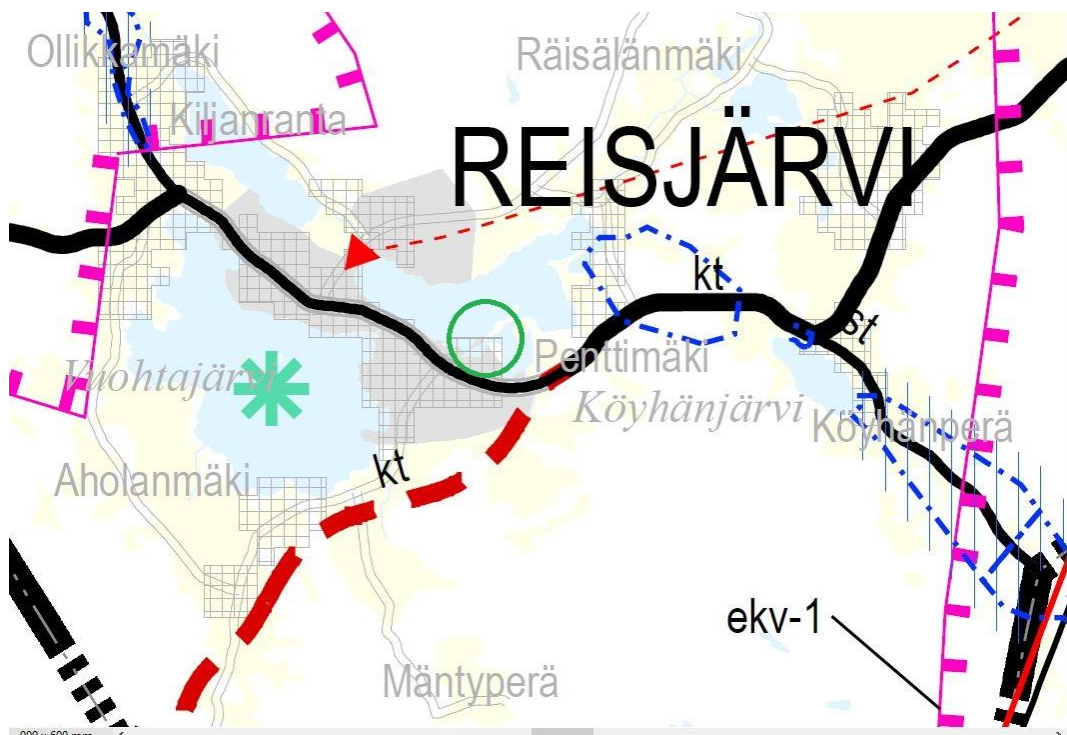 Ollikkamäki
Räisälänmäki
Kiljanranta
REISJÄRVI
kt
st
Penttimäki
Vuohtajärvi
Köyhänjärvi
Köyhänperä
kt
Aholanmäki
ekv-1
Mäntyperä